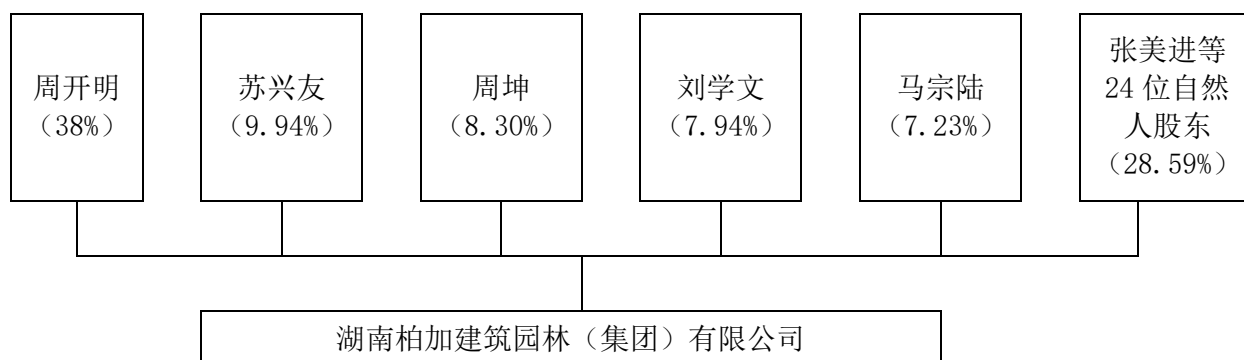 周开明
（38%）
苏兴友
（9.94%）
周坤
（8.30%）
刘学文
（7.94%）
马宗陆
（7.23%）
张美进等
24 位自然
人股东
（28.59%）
湖南柏加建筑园林（集团）有限公司